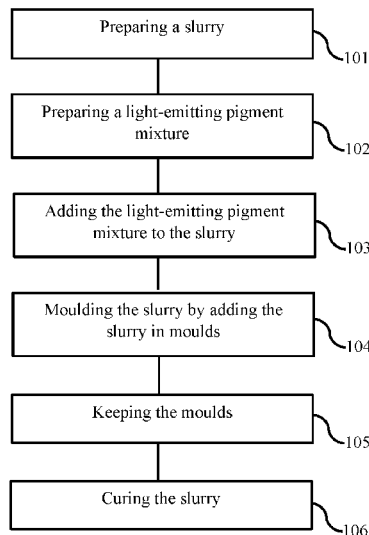 Preparing a slurry
101
Preparing a light-emitting pigment
mixture
102
Adding the light-emitting pigment
mixture to the slurry
103
Moulding the slurry by adding the
slurry in moulds
104
Keeping the moulds
105
Curing the slurry
106